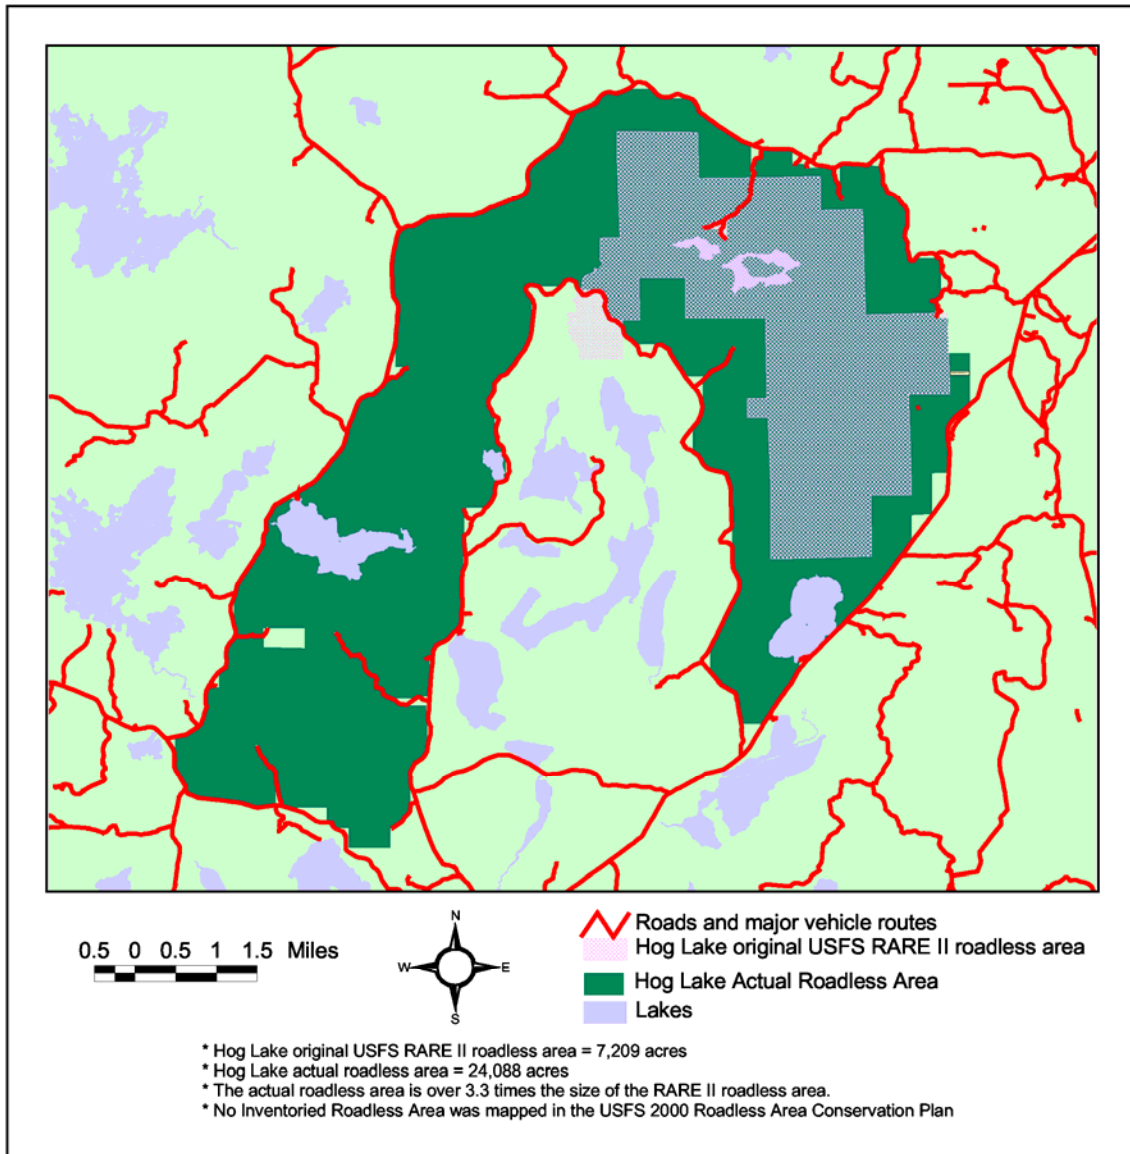 0.5 0 0.5 1 1.5 Miles
N
W E
S
Roads and major vehicle routes
Hog Lake original USFS RARE II roadless area
Hog Lake Actual Roadless Area
Lakes
* Hog Lake original USFS RARE II roadless area = 7,209 acres
* Hog Lake actual roadless area = 24,088 acres
* The actual roadless area is over 3.3 times the size of the RARE II roadless area.
* No Inventoried Roadless Area was mapped in the USFS 2000 Roadless Area Conservation Plan